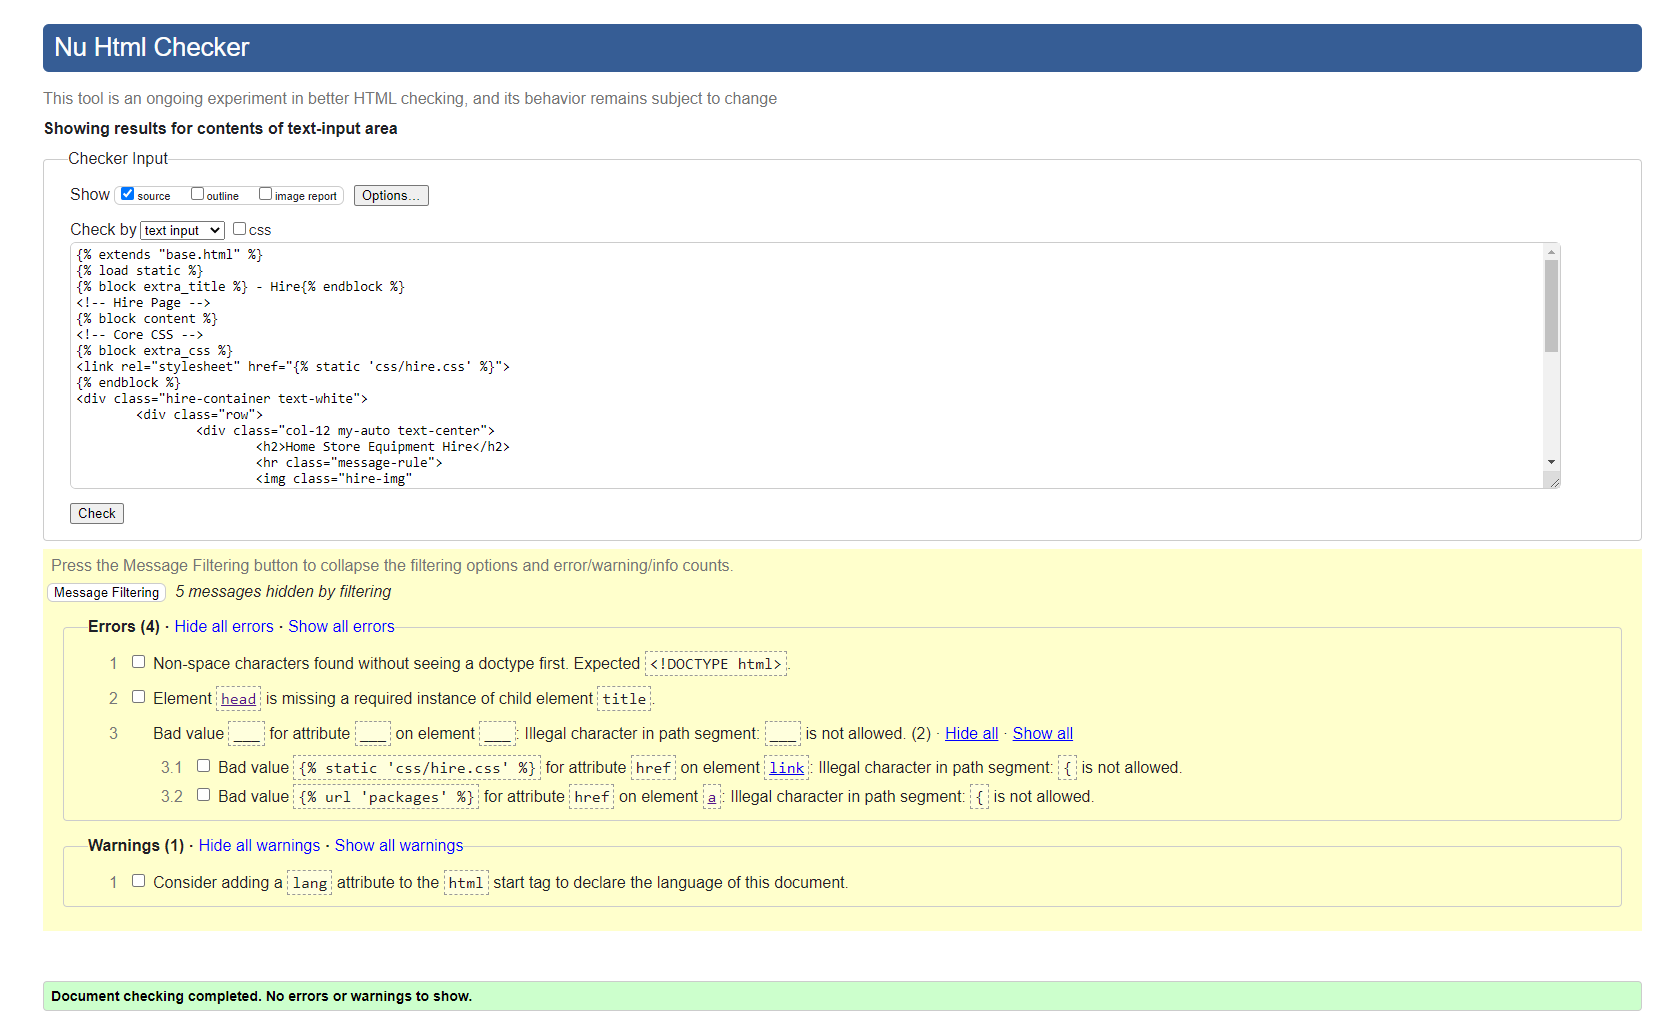 Nu Html Checker
This tool is an ongoing experiment in better HTML checking, and its behavior remains subject to change
Showing results for contents of text-input area
Checker Input
Show source outline image report Options...
Check by text input css
{% extends "base.html" %}
{% load static %}
{% block extra_title %} - Hire{% endblock %}
<!-- Hire Page -->
{% block content %}
<!-- Core CSS -->
{% block extra_css %}
<link rel="stylesheet" href="{% static 'css/hire.css' %}">
{% endblock %}
<div class="hire-container text-white">
<div class="row">
<div class="col-12 my-auto text-center">
<h2>Home Store Equipment Hire</h2>
<hr class="message-rule">
<img class="hire-img"
Check
Press the Message Filtering button to collapse the filtering options and error/warning/info counts.
Message Filtering 5 messages hidden by filtering
Errors (4) · Hide all errors · Show all errors
1 Non-space characters found without seeing a doctype first. Expected <!DOCTYPE html>.
2 Element head is missing a required instance of child element title.
3 Bad value ___ for attribute ___ on element ___: Illegal character in path segment: ___ is not allowed. (2) · Hide all · Show all
3.1 Bad value {% static 'css/hire.css' %} for attribute href on element link: Illegal character in path segment: { is not allowed.
3.2 Bad value {% url 'packages' %} for attribute href on element a: Illegal character in path segment: { is not allowed.
Warnings (1) · Hide all warnings · Show all warnings
1 Consider adding a lang attribute to the html start tag to declare the language of this document.
Document checking completed. No errors or warnings to show.